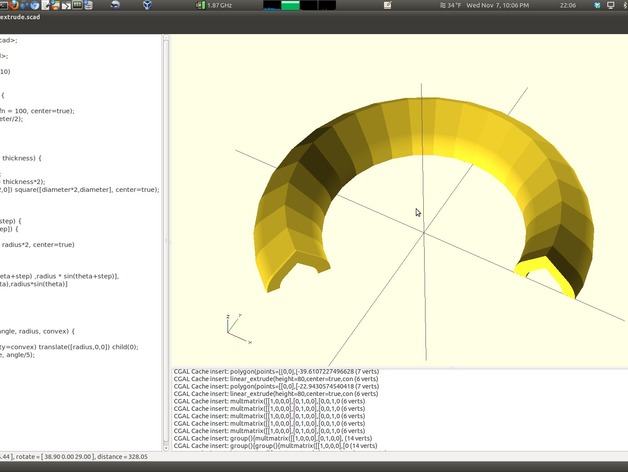 1.87 GHz
34°F Wed Nov 7, 10:06 PM
22:06
extrude.scad
cad>;
d>;
10)
{
fn = 100, center=true);
eter/2);
thickness) {
;
thickness*2);
2,0]) square([diameter*2,diameter], center=true);
step) {
ep]) {
radius*2, center=true)
eta+step) ,radius * sin(theta+step)],
ta),radius*sin(theta)]
angle, radius, convex) {
ty=convex) translate([radius,0,0]) child(0);
e, angle/5);
z
y
x
CGAL Cache insert: polygon(points=[[0,0],[-39.6107227496628 (7 verts)
CGAL Cache insert: linear_extrude(height=80,center=true,con (6 verts)
CGAL Cache insert: polygon(points=[[0,0],[-22.9430574540418 (7 verts)
CGAL Cache insert: linear_extrude(height=80,center=true,con (6 verts)
CGAL Cache insert: multmatrix([[1,0,0,0],[0,1,0,0],[0,0,1,0 (6 verts)
CGAL Cache insert: multmatrix([[1,0,0,0],[0,1,0,0],[0,0,1,0 (6 verts)
CGAL Cache insert: multmatrix([[1,0,0,0],[0,1,0,0],[0,0,1,0 (6 verts)
CGAL Cache insert: multmatrix([[1,0,0,0],[0,1,0,0],[0,0,1,0 (6 verts)
CGAL Cache insert: multmatrix([[1,0,0,0],[0,1,0,0],[0,0,1,0 (6 verts)
CGAL Cache insert: group(){multmatrix([[1,0,0,0],[0,1,0,0], (14 verts)
CGAL Cache insert: group(){group(){multmatrix([[1,0,0,0],[0 (14 verts)
.44 ], rotate = [ 38.90 0.00 29.00 ], distance = 328.05